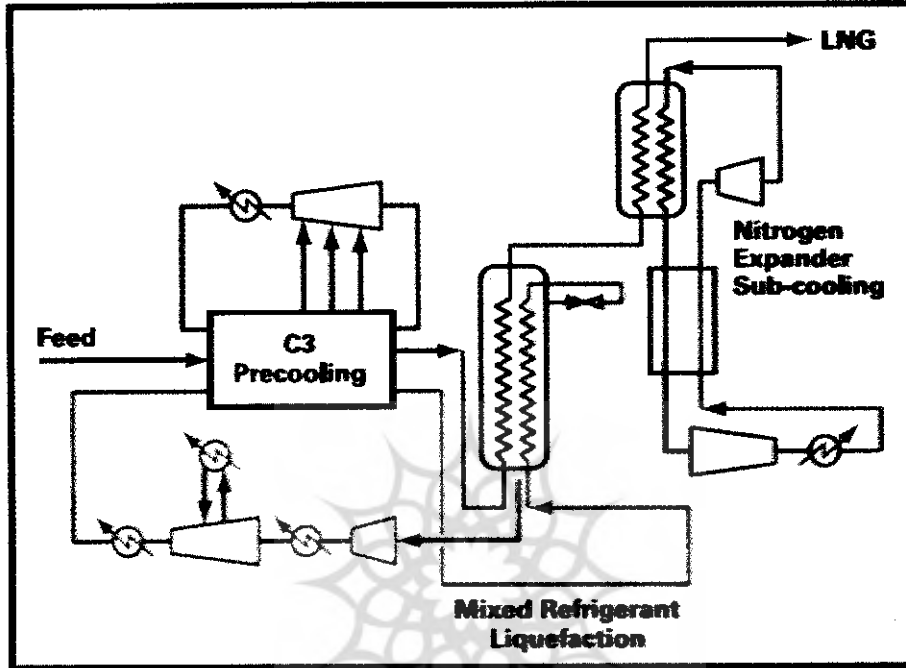 LNG
Nitrogen
Expander
Sub-cooling
Feed
C3
Precooling
Mixed Refrigerant
Liquefaction